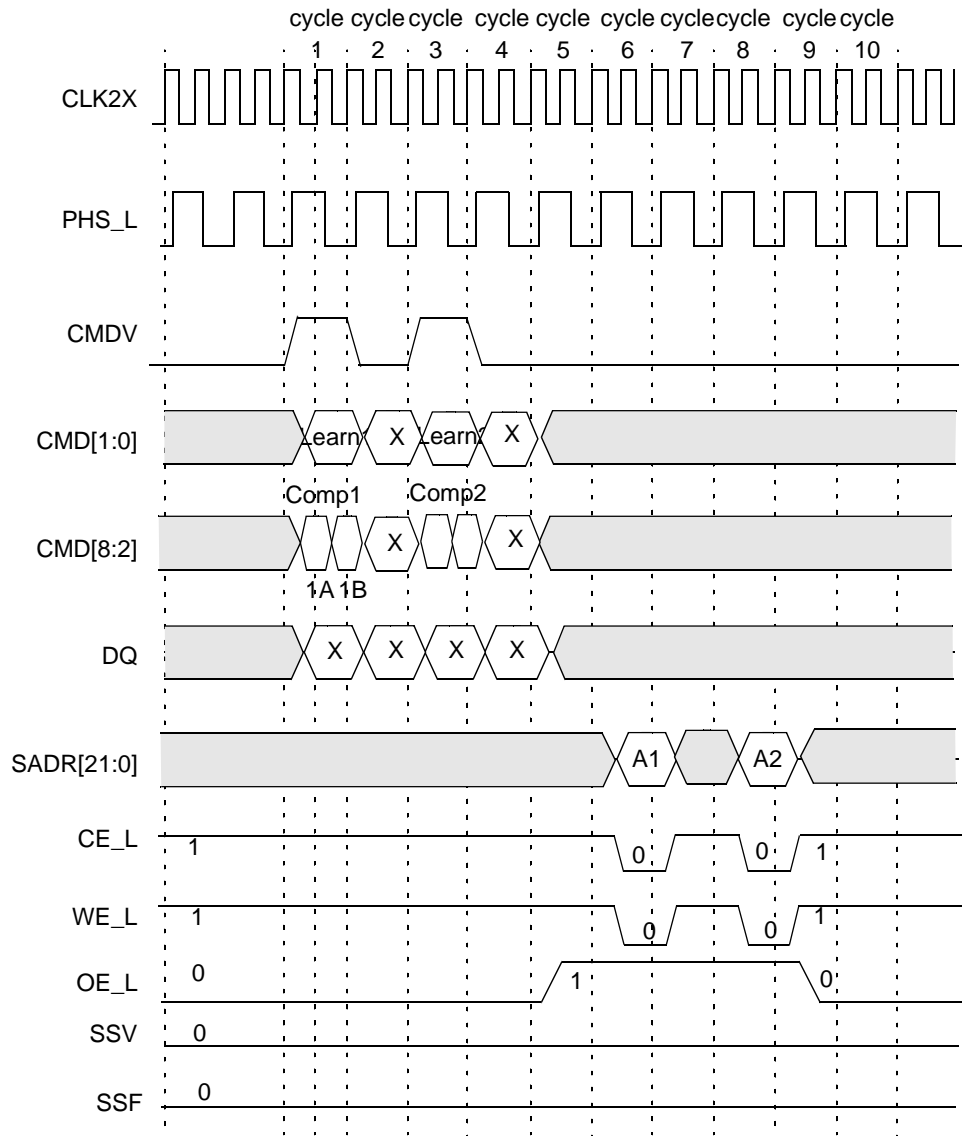 cycle cycle cycle cycle cycle cycle cycle cycle cycle cycle
1 2 3 4 5 6 7 8 9 10
CLK2X
PHS_L
CMDV
CMD[1:0] Learn1 X Learn2 X
Comp1 Comp2
CMD[8:2] X X
1A 1B
DQ X X X X
SADR[21:0] A1 A2
CE_L 1 0 0 1
WE_L 1 0 0 1
OE_L 0 1 0
SSV 0
SSF 0